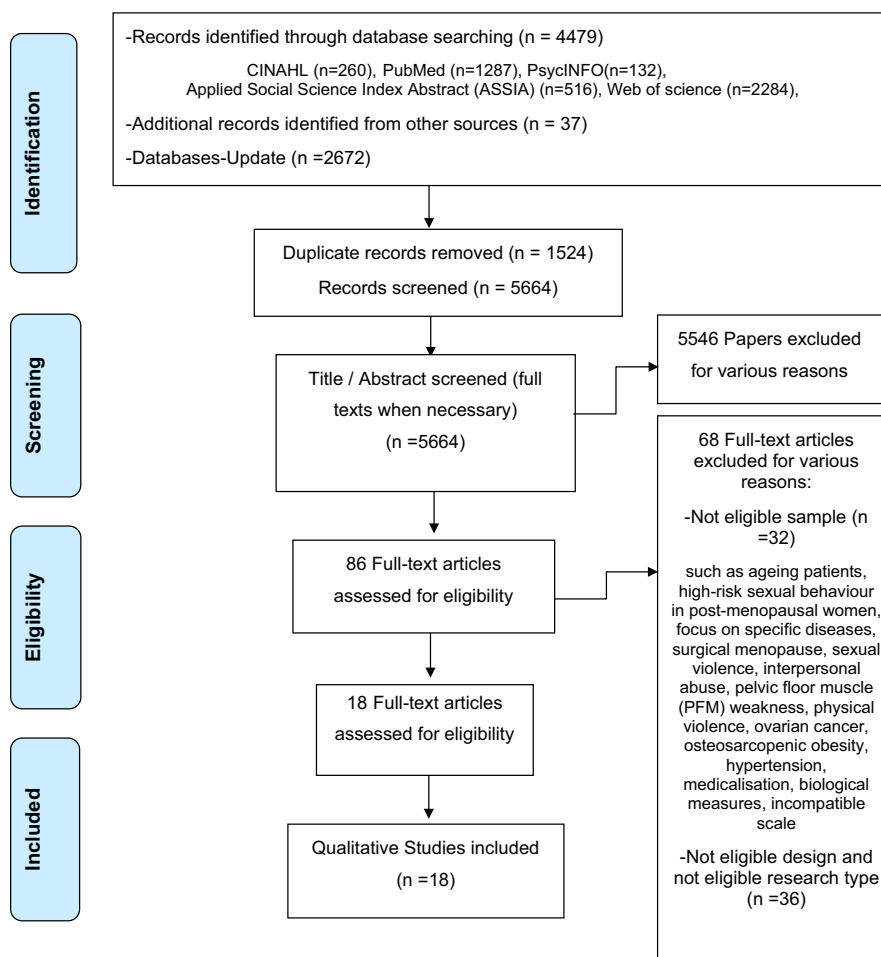 Identification
-Records identified through database searching (n = 4479)
CINAHL (n=260), PubMed (n=1287), PsycINFO(n=132),
Applied Social Science Index Abstract (ASSIA) (n=516), Web of science (n=2284),
-Additional records identified from other sources (n = 37)
-Databases-Update (n =2672)
Duplicate records removed (n = 1524)
Records screened (n = 5664)
Screening
Title / Abstract screened (full
texts when necessary)
(n =5664)
5546 Papers excluded
for various reasons
Eligibility
86 Full-text articles
assessed for eligibility
68 Full-text articles
excluded for various
reasons:
-Not eligible sample (n
=32)
such as ageing patients,
high-risk sexual behaviour
in post-menopausal women,
focus on specific diseases,
surgical menopause, sexual
violence, interpersonal
abuse, pelvic floor muscle
(PFM) weakness, physical
violence, ovarian cancer,
osteosarcopenic obesity,
hypertension,
medicalisation, biological
measures, incompatible
scale
-Not eligible design and
not eligible research type
(n =36)
18 Full-text articles
assessed for eligibility
Included
Qualitative Studies included
(n =18)